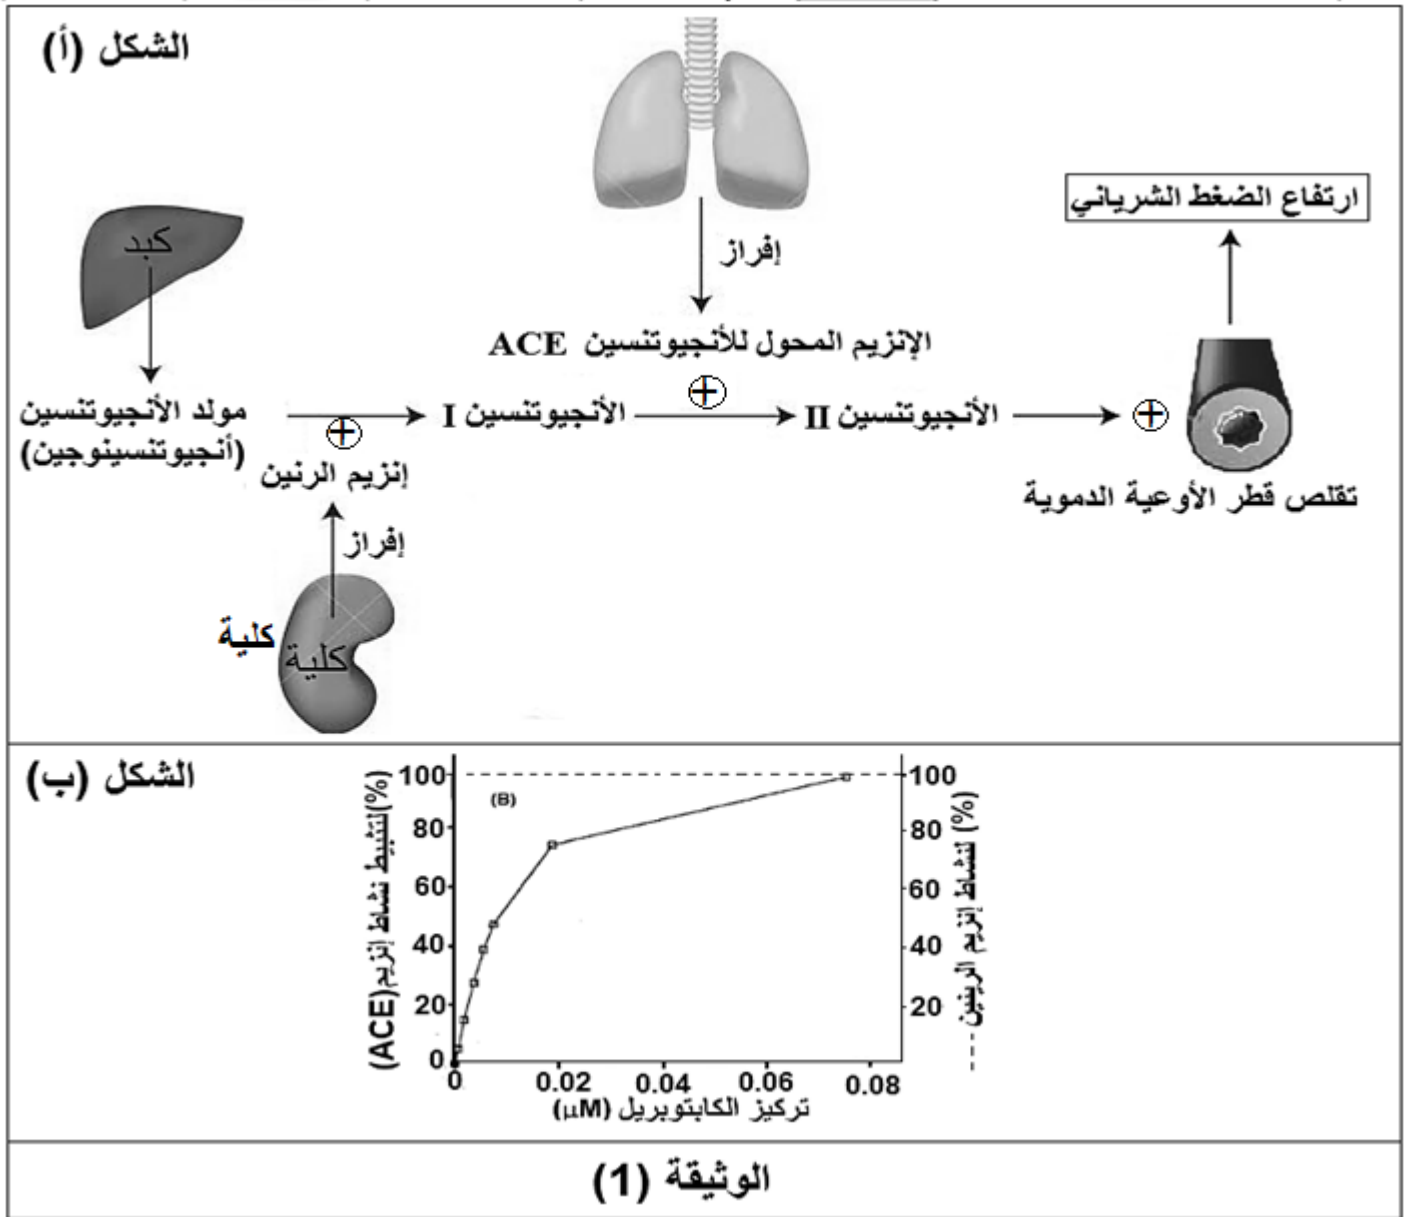 الشكل (أ)
ارتفاع الضغط الشرياني
كبد
إفراز
الإنزيم المحول للأنجيوتنسين ACE
مولد الأنجيوتنسين
(أنجيوتنسينوجين)
الأنجيوتنسين I
الأنجيوتنسين II
إنزيم الرنين
تقلص قطر الأوعية الدموية
إفراز
كلية
كلية
الشكل (ب)
(%)لتثبيط نشاط إنزيم(ACE)
100
80
60
40
20
0
(B)
100
80
60
40
20
(%) لنشاط إنزيم الرينين
0 0.02 0.04 0.06 0.08
تركيز الكابتوبريل (µM)
الوثيقة (1)